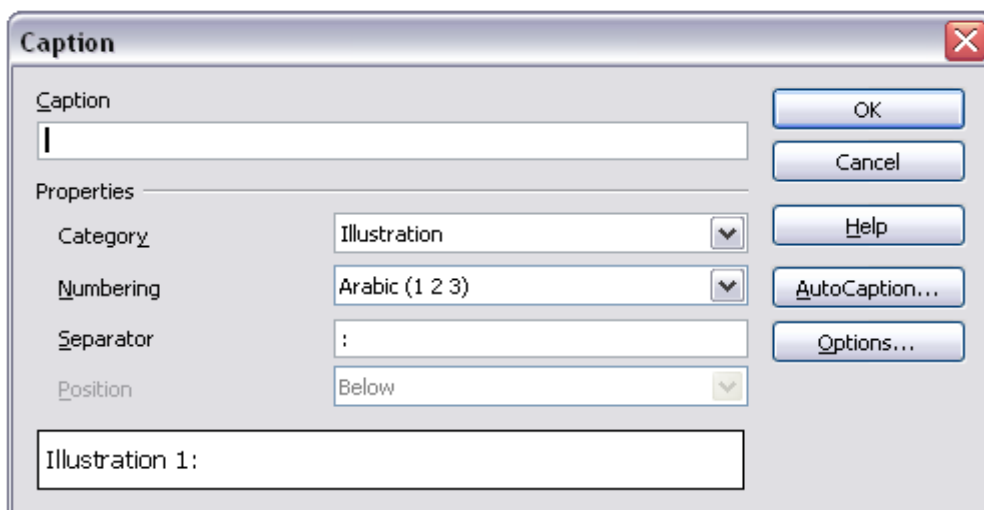 Caption
Caption
OK
Cancel
Properties
Category
Illustration
Help
Numbering
Arabic (1 2 3)
AutoCaption...
Separator
:
Options...
Position
Below
Illustration 1: